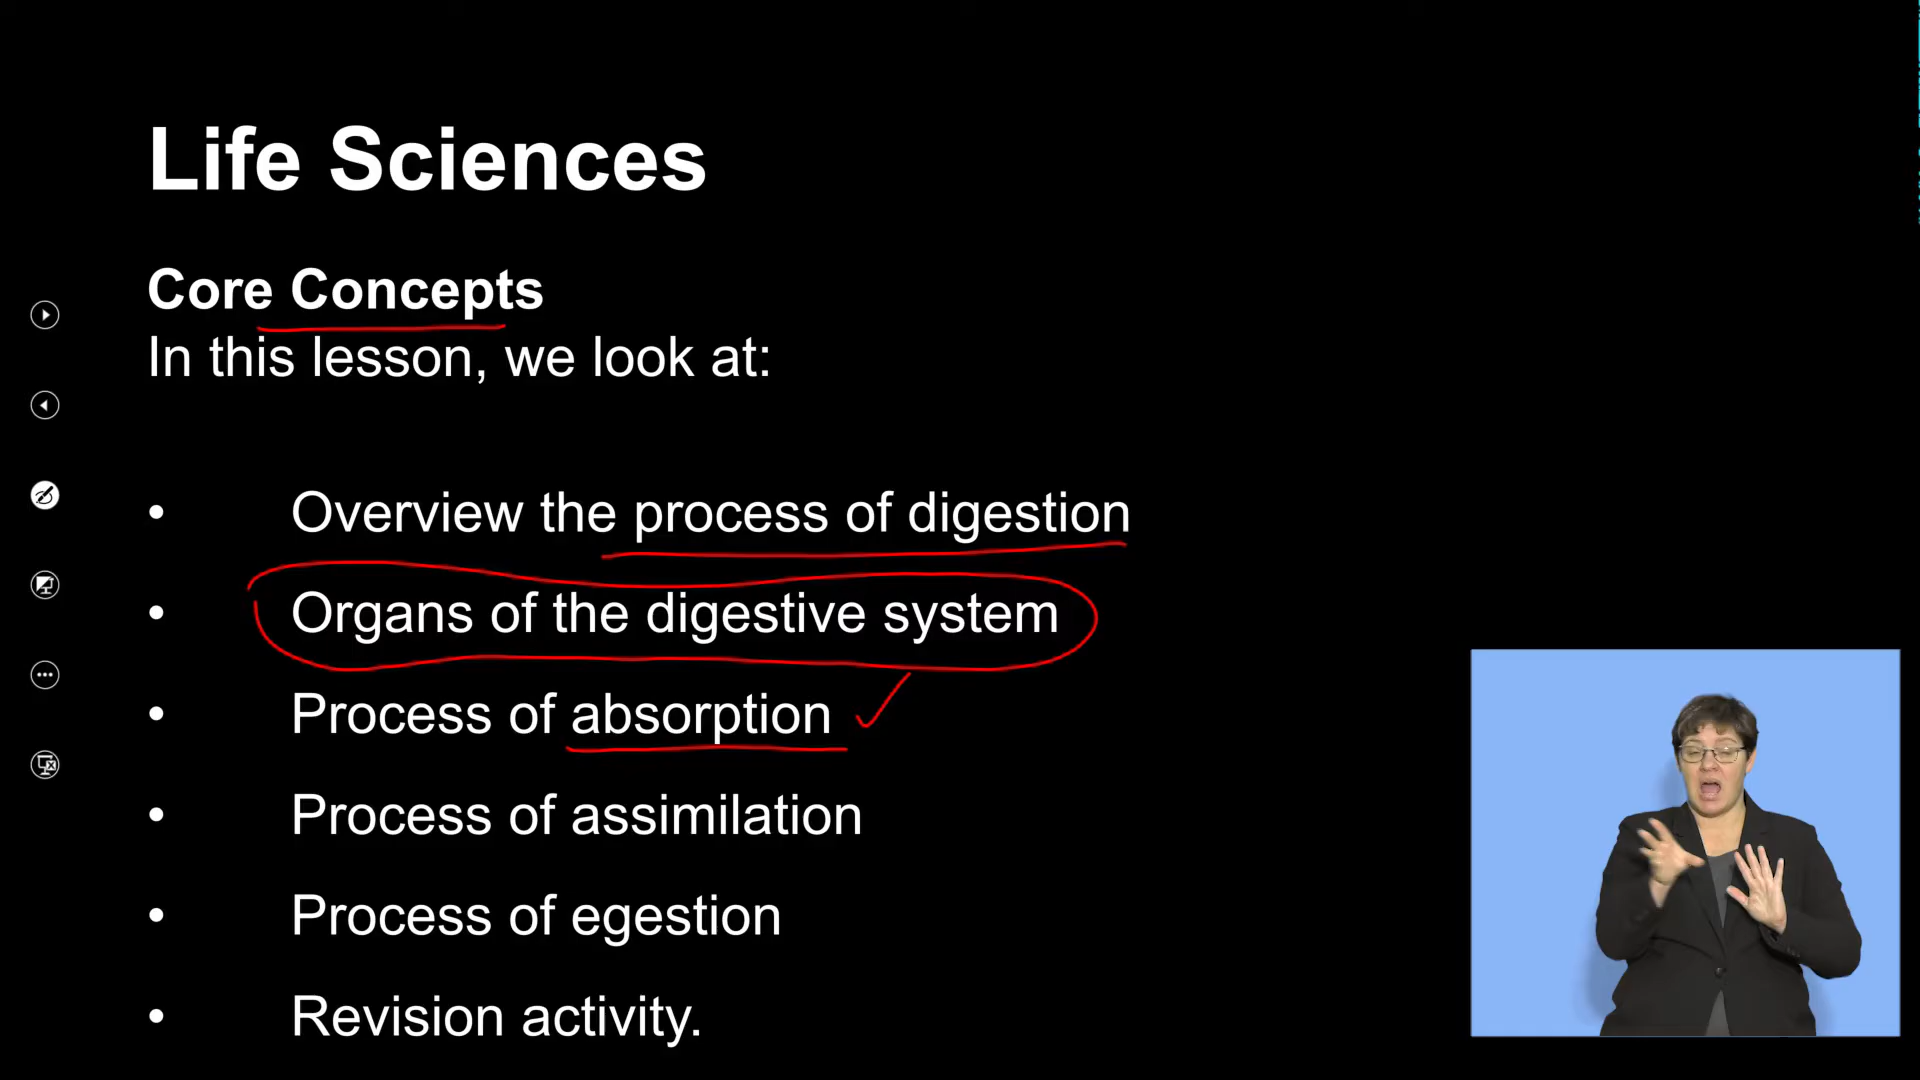 Life Sciences
Core Concepts
In this lesson, we look at:
• Overview the process of digestion
• Organs of the digestive system
• Process of absorption
• Process of assimilation
• Process of egestion
• Revision activity.